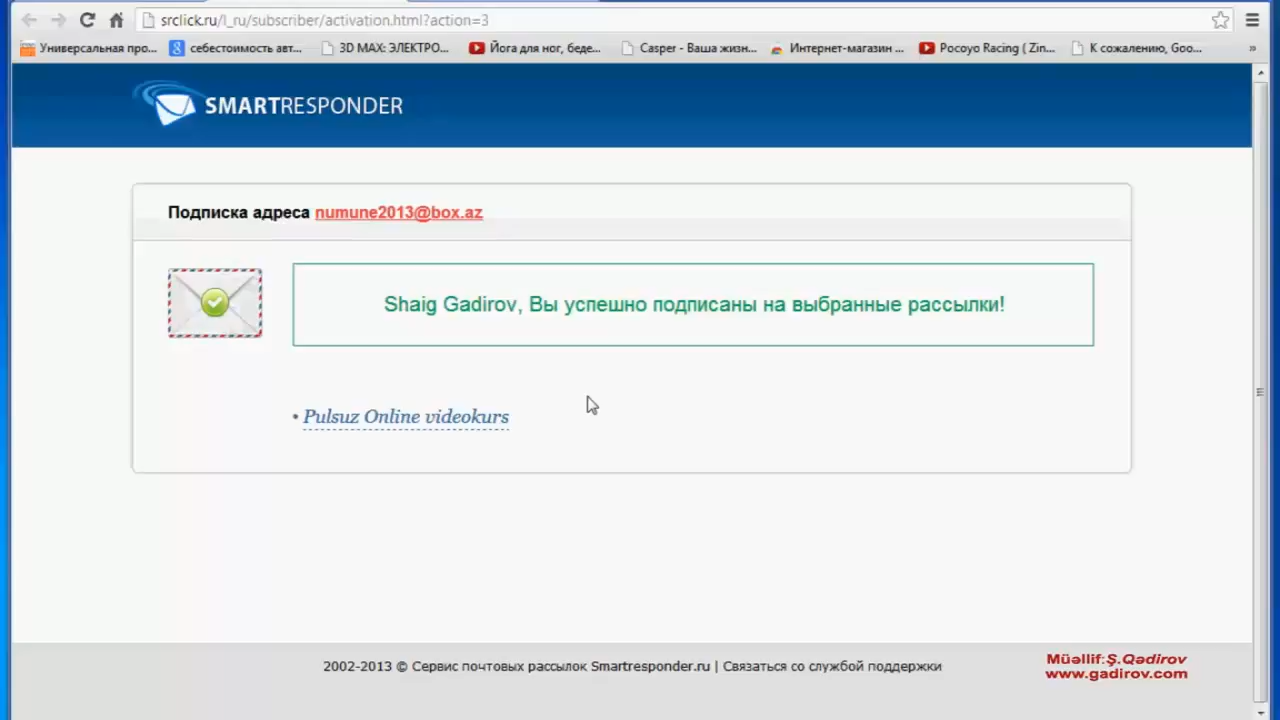 srclick.ru/l_ru/subscriber/activation.html?action=3
Универсальная про... себестоимость авт... 3D MAX: ЭЛЕКТРО... Йога для ног, беде... Casper - Ваша жизн... Интернет-магазин ... Pocoyo Racing ( Zin... К сожалению, Goo... »
SMARTRESPONDER
Подписка адреса numune2013@box.az
Shaig Gadirov, Вы успешно подписаны на выбранные рассылки!
• Pulsuz Online videokurs
2002-2013 © Сервис почтовых рассылок Smartresponder.ru | Связаться со службой поддержки
Müəllif:Ş.Qədirov
www.gadirov.com